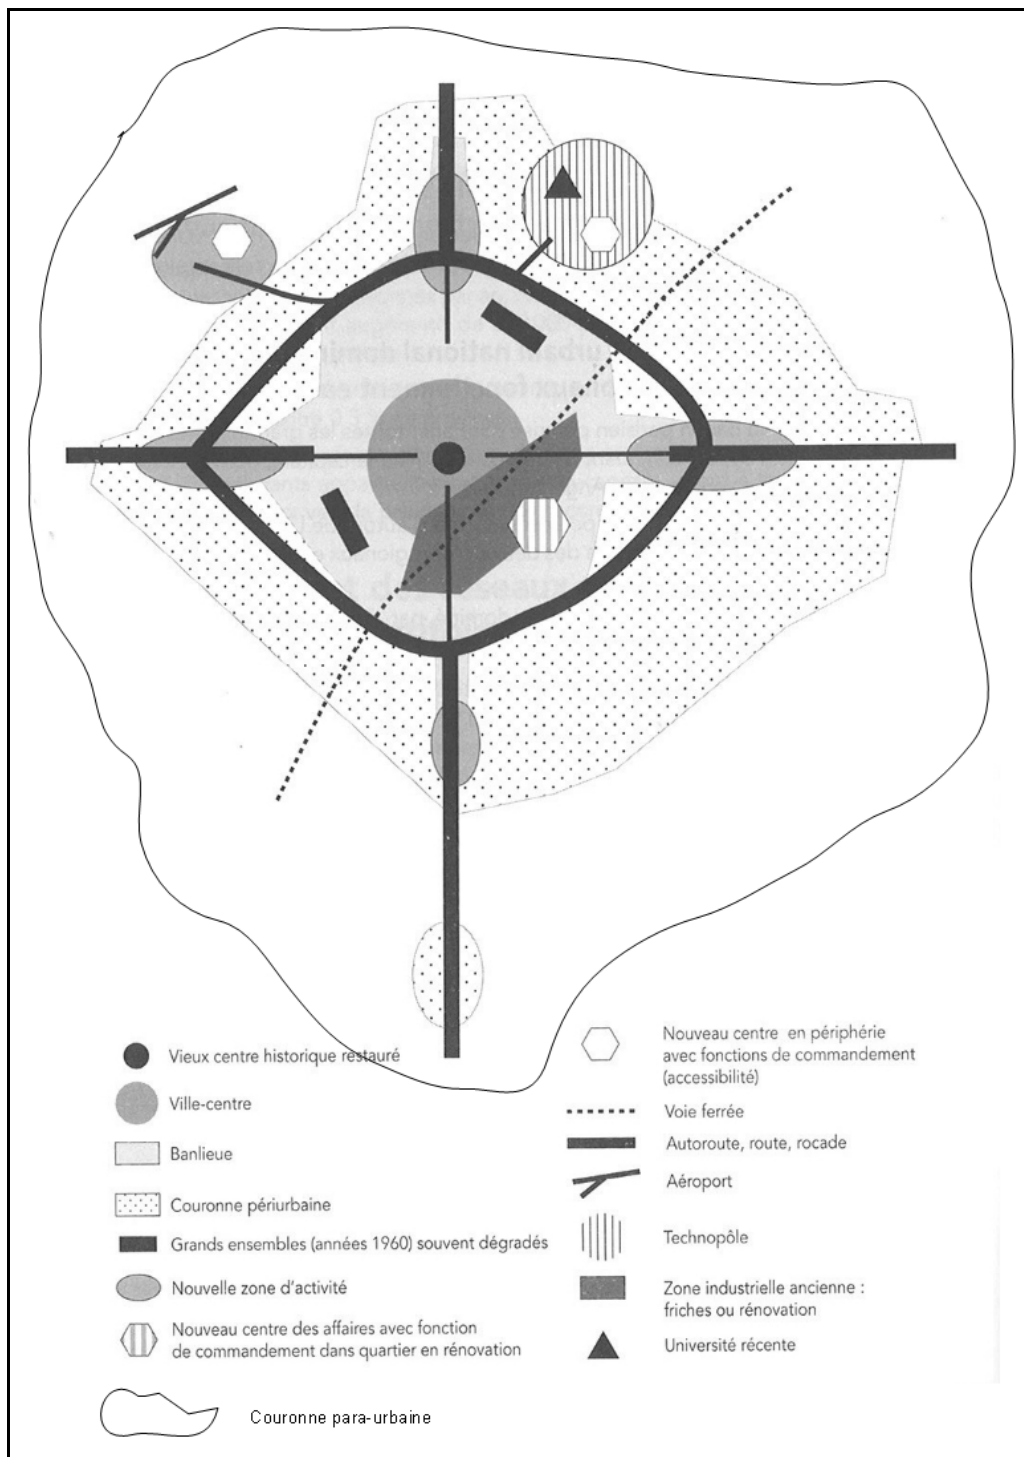 urbain national domin
Vieux centre historique restauré
Ville-centre
Banlieue
Couronne périurbaine
Grands ensembles (années 1960) souvent dégradés
Nouvelle zone d'activité
Nouveau centre des affaires avec fonction
de commandement dans quartier en rénovation
Couronne para-urbaine
Nouveau centre en périphérie
avec fonctions de commandement
(accessibilité)
Voie ferrée
Autoroute, route, rocade
Aéroport
Technopôle
Zone industrielle ancienne :
friches ou rénovation
Université récente